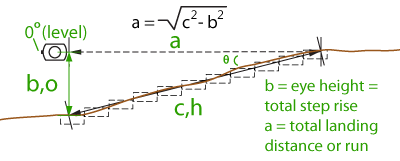 a = √c²-b²
0°(level)
a
b,o
θ
c,h
b = eye height =
total step rise
a = total landing
distance or run